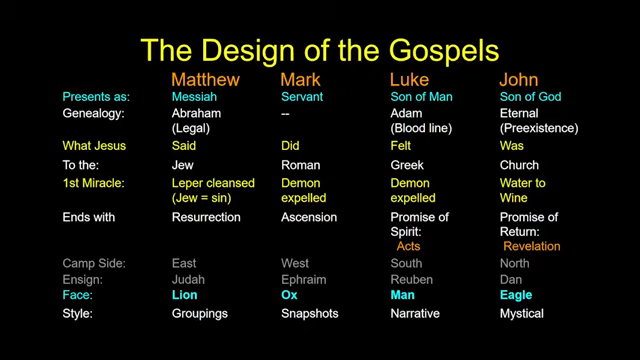 The Design of the Gospels
Matthew Mark Luke John
Presents as: Messiah Servant Son of Man Son of God
Genealogy: Abraham -- Adam Eternal
(Legal) (Blood line) (Preexistence)
What Jesus Said Did Felt Was
To the: Jew Roman Greek Church
1st Miracle: Leper cleansed Demon Demon Water to
(Jew = sin) expelled expelled Wine
Ends with Resurrection Ascension Promise of Promise of
Spirit: Return:
Acts Revelation
Camp Side: East West South North
Ensign: Judah Ephraim Reuben Dan
Face: Lion Ox Man Eagle
Style: Groupings Snapshots Narrative Mystical